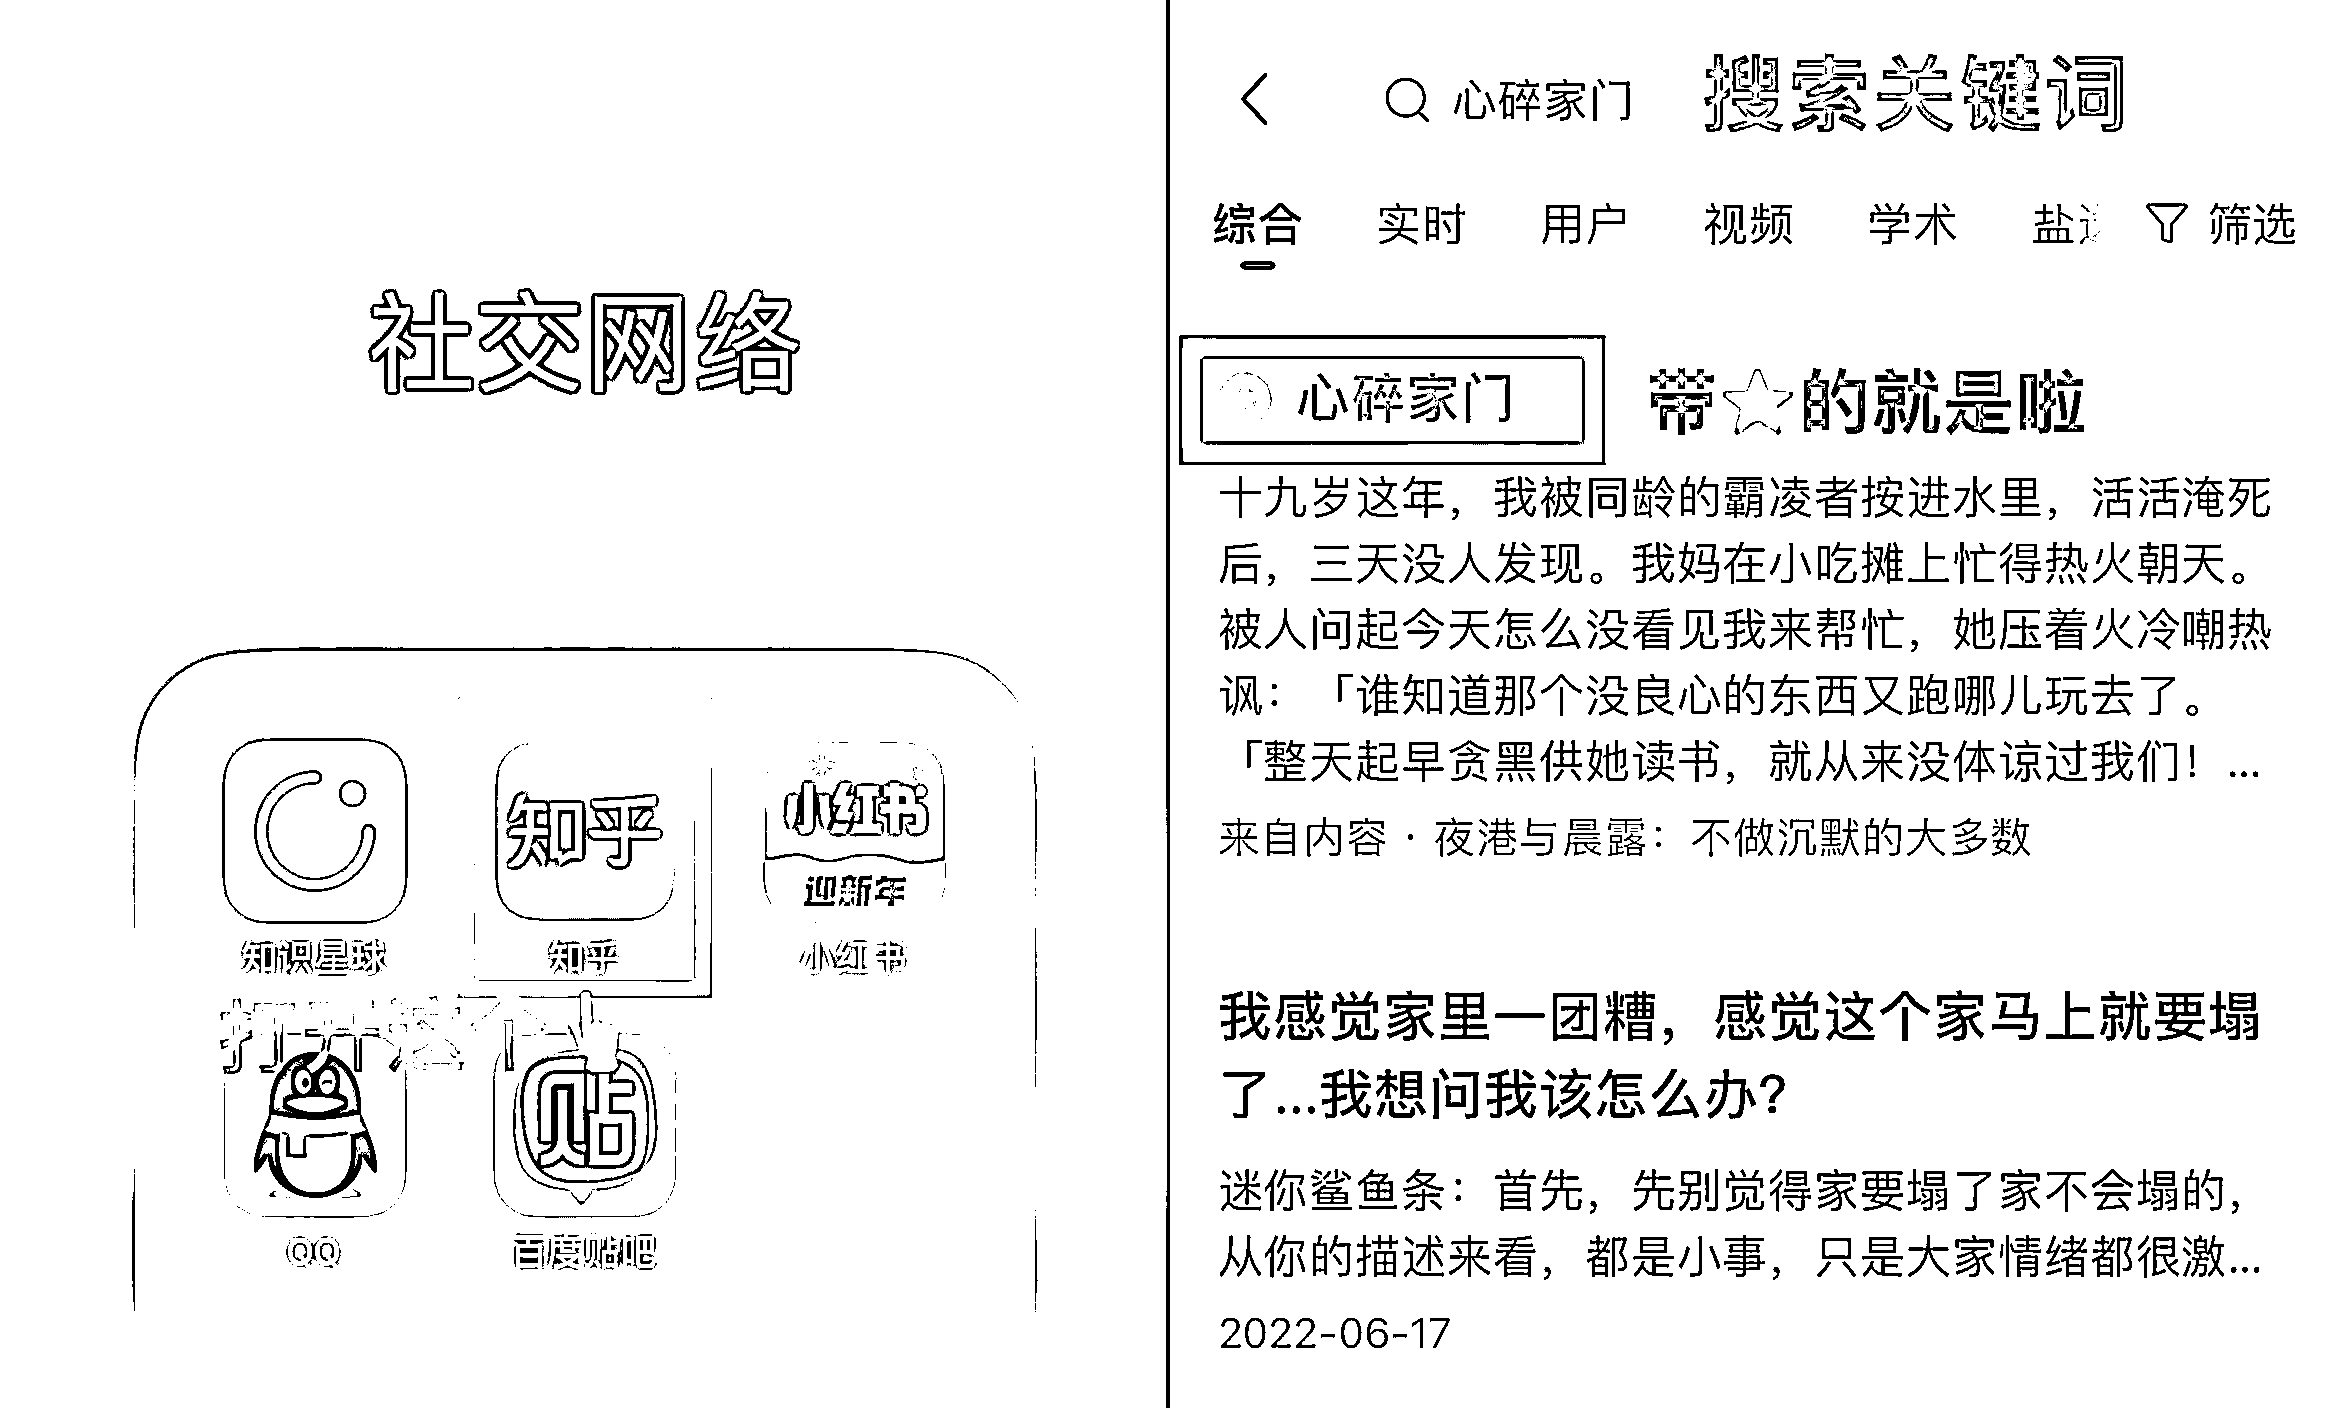 社交网络
知乎
小红书
迎新年
知识星球
知乎
小红书
打开这个
贴
QQ
百度贴吧
心碎家门
搜索关键词
综合 实时 用户 视频 学术 盐 筛选
心碎家门
带☆的就是啦
十九岁这年，我被同龄的霸凌者按进水里，活活淹死
后，三天没人发现。我妈在小吃摊上忙得热火朝天。
被人问起今天怎么没看见我来帮忙，她压着火冷嘲热
讽：「谁知道那个没良心的东西又跑哪儿玩去了。
「整天起早贪黑供她读书，就从来没体谅过我们！...
来自内容 · 夜港与晨露：不做沉默的大多数
我感觉家里一团糟，感觉这个家马上就要塌
了...我想问我该怎么办？
迷你鲨鱼条：首先，先别觉得家要塌了家不会塌的，
从你的描述来看，都是小事，只是大家情绪都很激...
2022-06-17